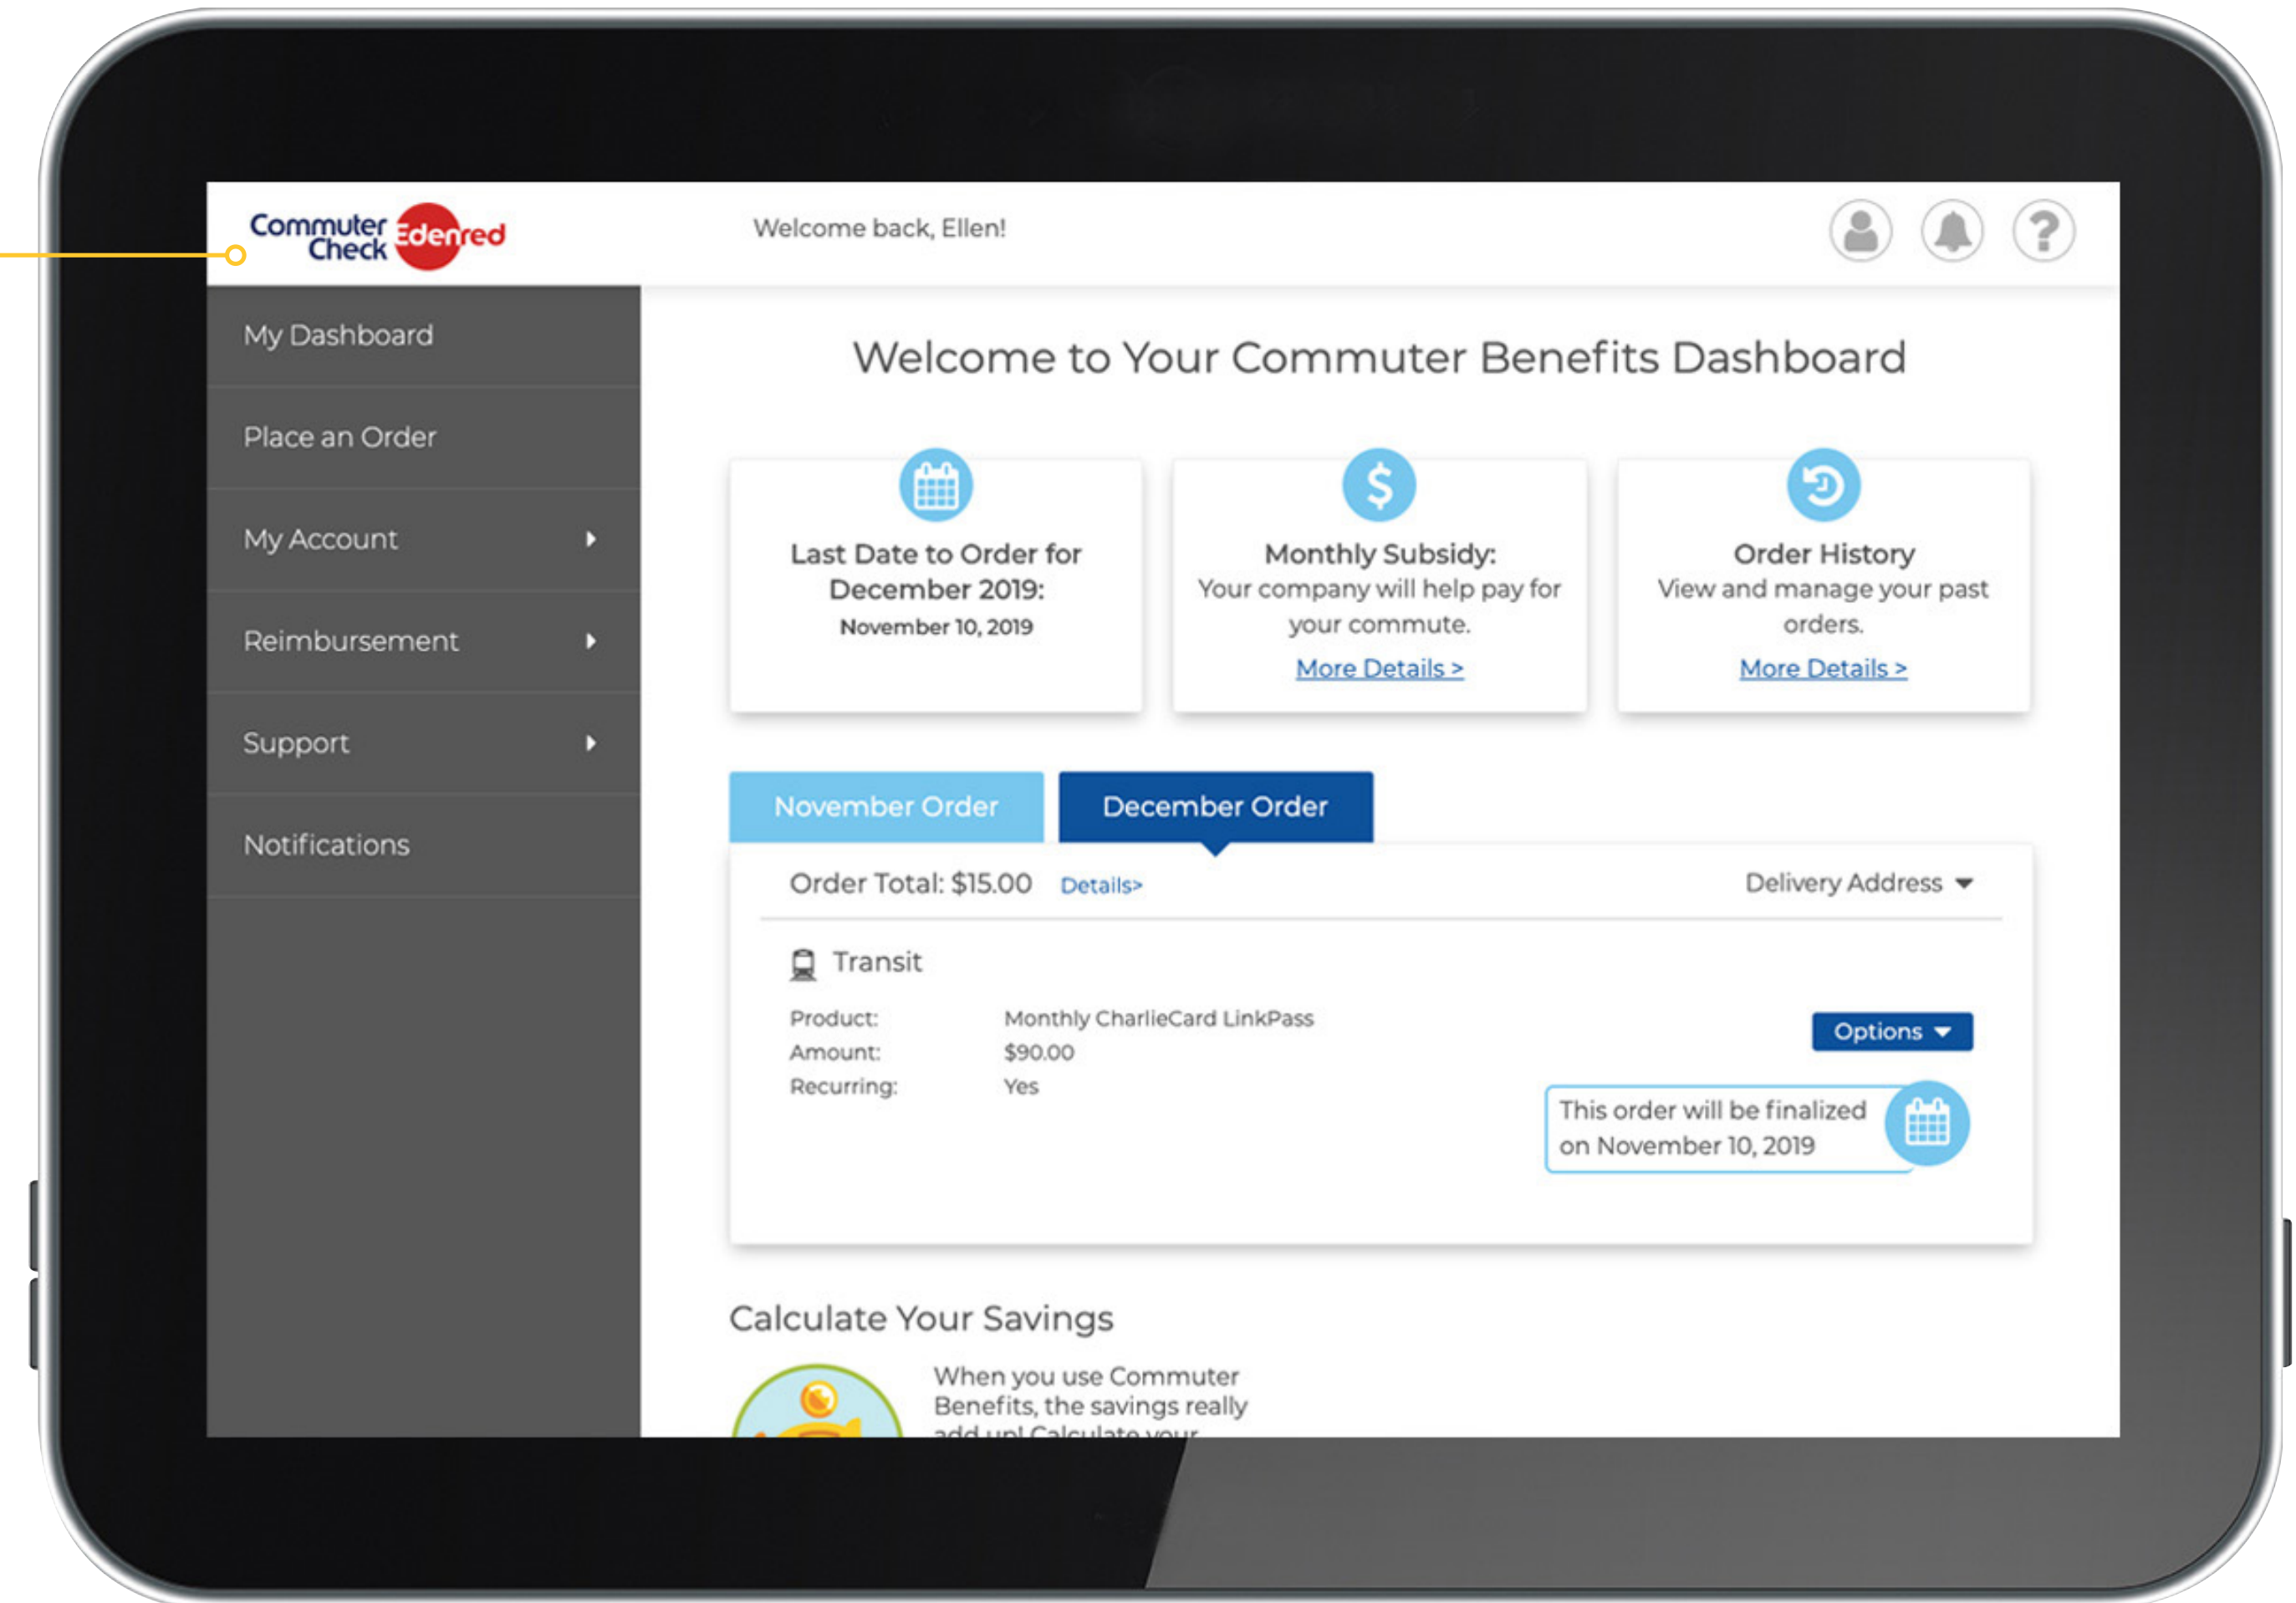 Commuter
Check
Edenred
Welcome back, Ellen!
?
My Dashboard
Place an Order
My Account
Reimbursement
Support
Notifications
Welcome to Your Commuter Benefits Dashboard
Last Date to Order for
December 2019:
November 10, 2019
$
Monthly Subsidy:
Your company will help pay for
your commute.
More Details >
Order History
View and manage your past
orders.
More Details >
November Order
December Order
Order Total: $15.00 Details>
Delivery Address
Transit
Product: Monthly CharlieCard LinkPass
Amount: $90.00
Recurring: Yes
Options
This order will be finalized
on November 10, 2019
Calculate Your Savings
When you use Commuter
Benefits, the savings really
add up! Calculate your